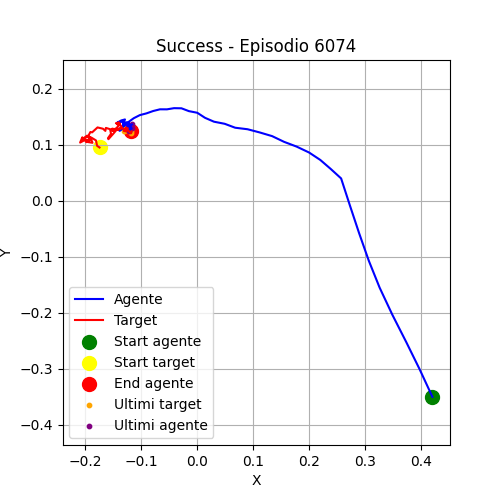 Success - Episodio 6074
0.2
0.1
0.0
−0.1
−0.2
−0.3
−0.4
Y
Agente
Target
Start agente
Start target
End agente
Ultimi target
Ultimi agente
−0.2 −0.1 0.0 0.1 0.2 0.3 0.4
X